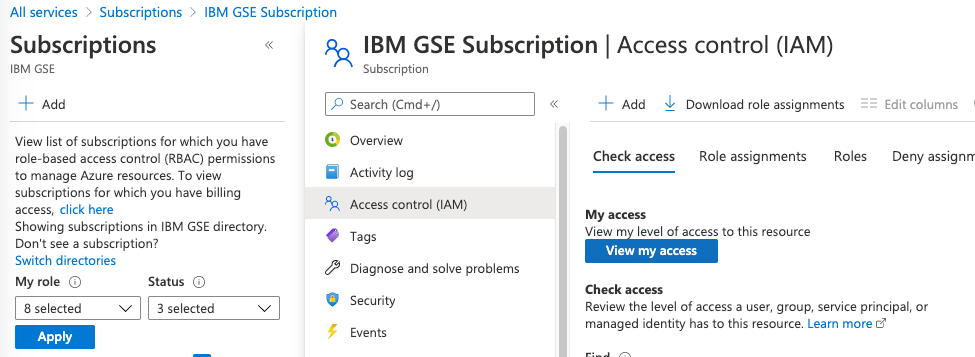 All services > Subscriptions > IBM GSE Subscription
Subscriptions «
IBM GSE
+ Add
View list of subscriptions for which you have
role-based access control (RBAC) permissions
to manage Azure resources. To view
subscriptions for which you have billing
access, click here
Showing subscriptions in IBM GSE directory.
Don't see a subscription?
Switch directories
My role Status
8 selected 3 selected
Apply
IBM GSE Subscription | Access control (IAM)
Subscription
Search (Cmd+/) «
Overview
Activity log
Access control (IAM)
Tags
Diagnose and solve problems
Security
Events
+ Add Download role assignments Edit columns
Check access Role assignments Roles Deny assignm
My access
View my level of access to this resource
View my access
Check access
Review the level of access a user, group, service principal, or
managed identity has to this resource. Learn more
Find